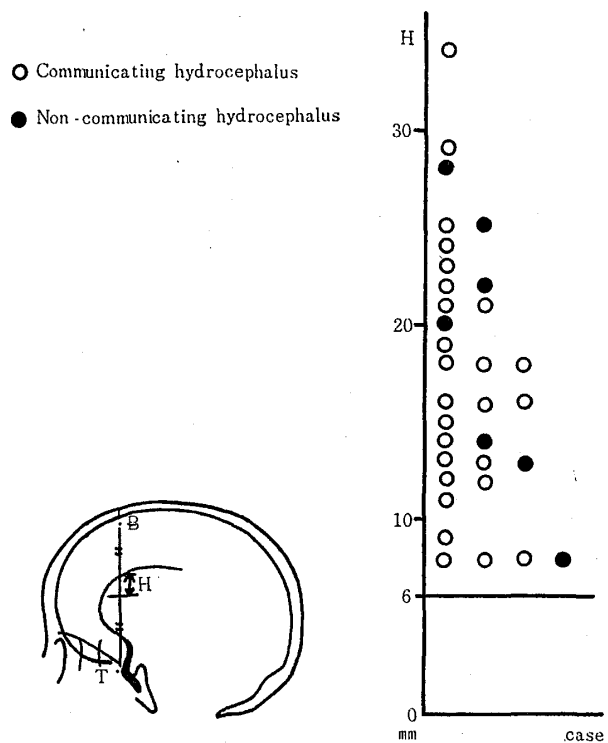 H
Communicating hydrocephalus
Non-communicating hydrocephalus
30
20
10
6
0
mm
case
B
H
T